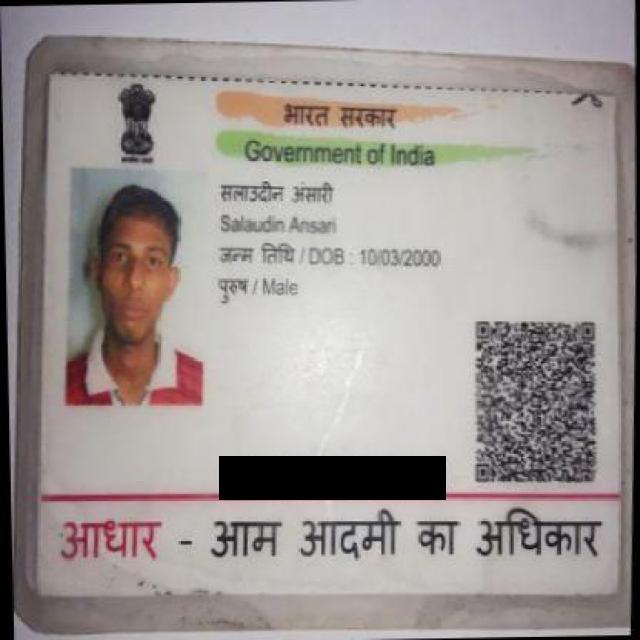 भारत सरकार
Government of India
सलाउदीन अंसारी
Salaudin Ansari
जन्म तिथि / DOB : 10/03/2000
पुरुष / Male
आधार - आम आदमी का अधिकार